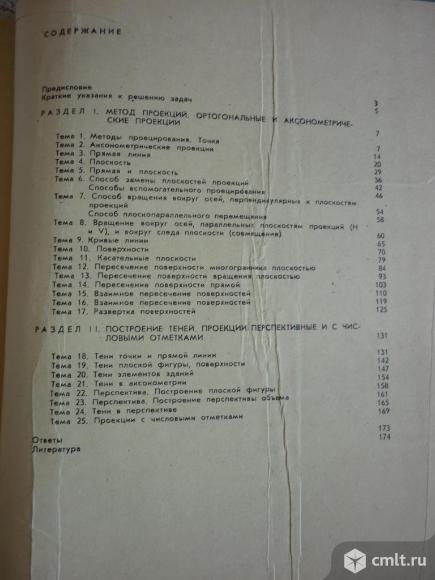 СОДЕРЖАНИЕ
Предисловие 3
Краткие указания к решению задач 5
РАЗДЕЛ I. МЕТОД ПРОЕКЦИЙ. ОРТОГОНАЛЬНЫЕ И АКСОНОМЕТРИЧЕ-
СКИЕ ПРОЕКЦИИ 7
Тема 1. Методы проецирования. Точка 7
Тема 2. Аксонометрические проекции 14
Тема 3. Прямая линия 20
Тема 4. Плоскость 29
Тема 5. Прямая и плоскость 36
Тема 6. Способ замены плоскостей проекций 42
Способы вспомогательного проецирования 46
Тема 7. Способ вращения вокруг осей, перпендикулярных к плоскостям
проекций 54
Способ плоскопараллельного перемещения 58
Тема 8. Вращение вокруг осей, параллельных плоскостям проекций (H
и V), и вокруг следа плоскости (совмещение) 60
Тема 9. Кривые линии 65
Тема 10. Поверхности 70
Тема 11. Касательные плоскости 79
Тема 12. Пересечение поверхности многогранника плоскостью 84
Тема 13. Пересечение поверхности вращения плоскостью 93
Тема 14. Пересечение поверхности прямой 103
Тема 15. Взаимное пересечение поверхностей 110
Тема 16. Взаимное пересечение поверхностей 119
Тема 17. Развертка поверхностей 125
РАЗДЕЛ II. ПОСТРОЕНИЕ ТЕНЕЙ. ПРОЕКЦИИ ПЕРСПЕКТИВНЫЕ И С ЧИС-
ЛОВЫМИ ОТМЕТКАМИ 131
Тема 18. Тени точки и прямой линии 131
Тема 19. Тени плоской фигуры, поверхности 142
Тема 20. Тени элементов зданий 147
Тема 21. Тени в аксонометрии 154
Тема 22. Перспектива. Построение плоской фигуры 158
Тема 23. Перспектива. Построение перспективы объема 161
Тема 24. Тени в перспективе 165
Тема 25. Проекции с числовыми отметками 169
Ответы 173
Литература 174
cmlt.ru